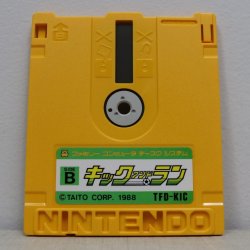 ファミリー コンピュータ ディスク システム
SIDE B
キックアンドラン
© TAITO CORP. 1988 TFD-KIC
NINTENDO